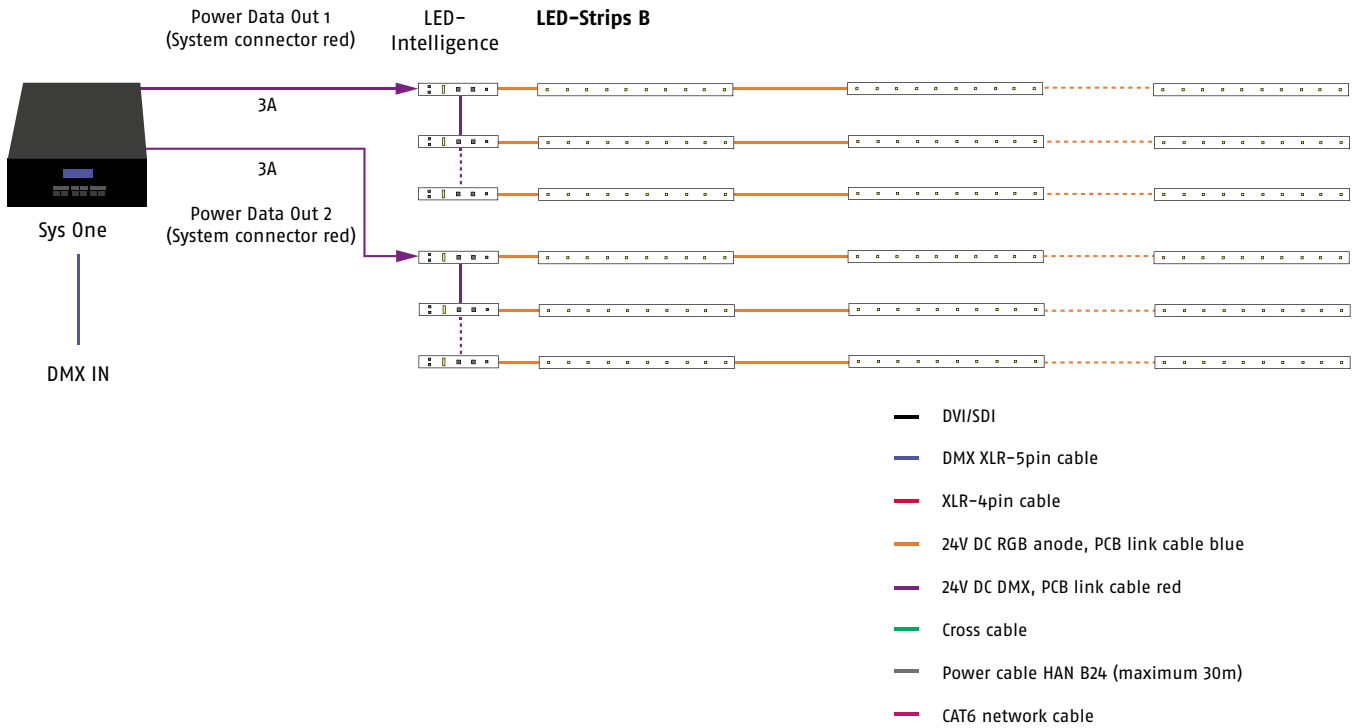 Power Data Out 1
(System connector red)
LED-
Intelligence
LED-Strips B
3A
3A
Power Data Out 2
(System connector red)
Sys One
DMX IN
DVI/SDI
DMX XLR-5pin cable
XLR-4pin cable
24V DC RGB anode, PCB link cable blue
24V DC DMX, PCB link cable red
Cross cable
Power cable HAN B24 (maximum 30m)
CAT6 network cable